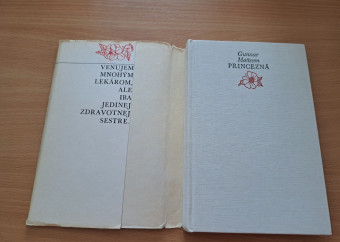 VENUJEM
MNOHÝM
LEKÁROM,
ALE
IBA
JEDINEJ
ZDRAVOTNEJ
SESTRE.
Gunnar
Mattsson
PRINCEZNÁ